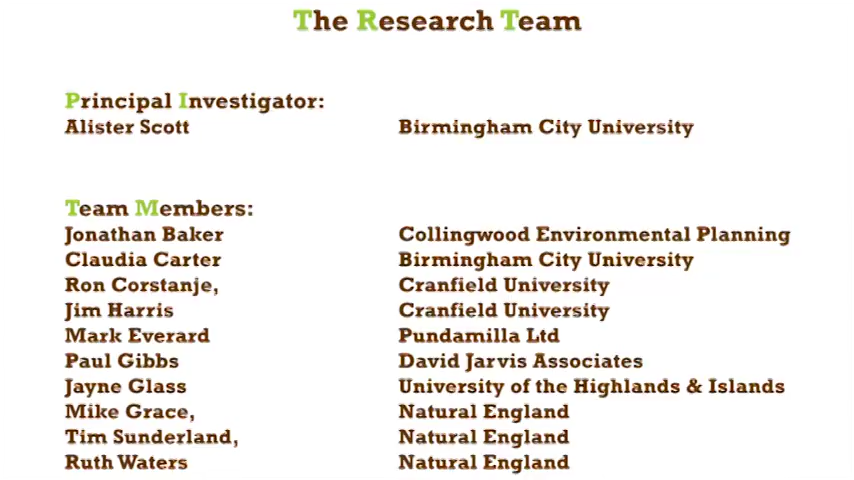 The Research Team
Principal Investigator:
Alister Scott Birmingham City University
Team Members:
Jonathan Baker Collingwood Environmental Planning
Claudia Carter Birmingham City University
Ron Corstanje, Cranfield University
Jim Harris Cranfield University
Mark Everard Pundamilla Ltd
Paul Gibbs David Jarvis Associates
Jayne Glass University of the Highlands & Islands
Mike Grace, Natural England
Tim Sunderland, Natural England
Ruth Waters Natural England